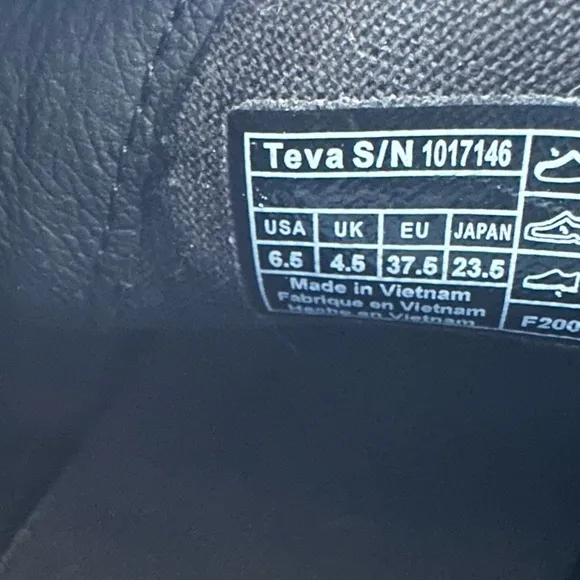 Teva S/N 1017146
USA UK EU JAPAN
6.5 4.5 37.5 23.5
Made in Vietnam
Fabrique en Vietnam
Hecho en Vietnam
F200